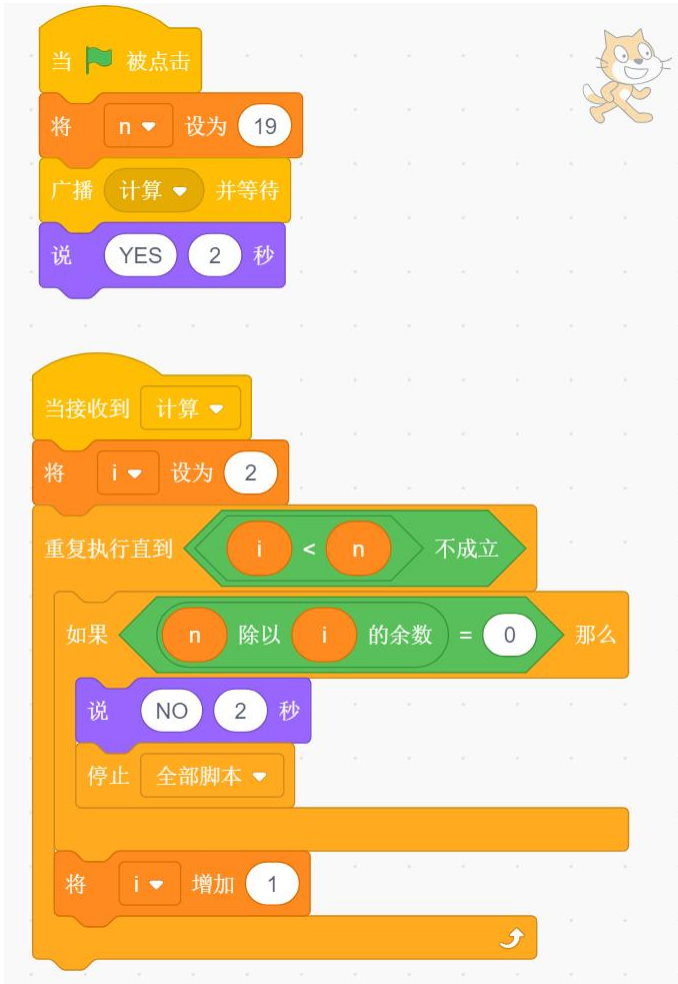 当 被点击
将 n 设为 19
广播 计算 并等待
说 YES 2 秒
当接收到 计算
将 i 设为 2
重复执行直到 i < n 不成立
如果 n 除以 i 的余数 = 0 那么
说 NO 2 秒
停止 全部脚本
将 i 增加 1